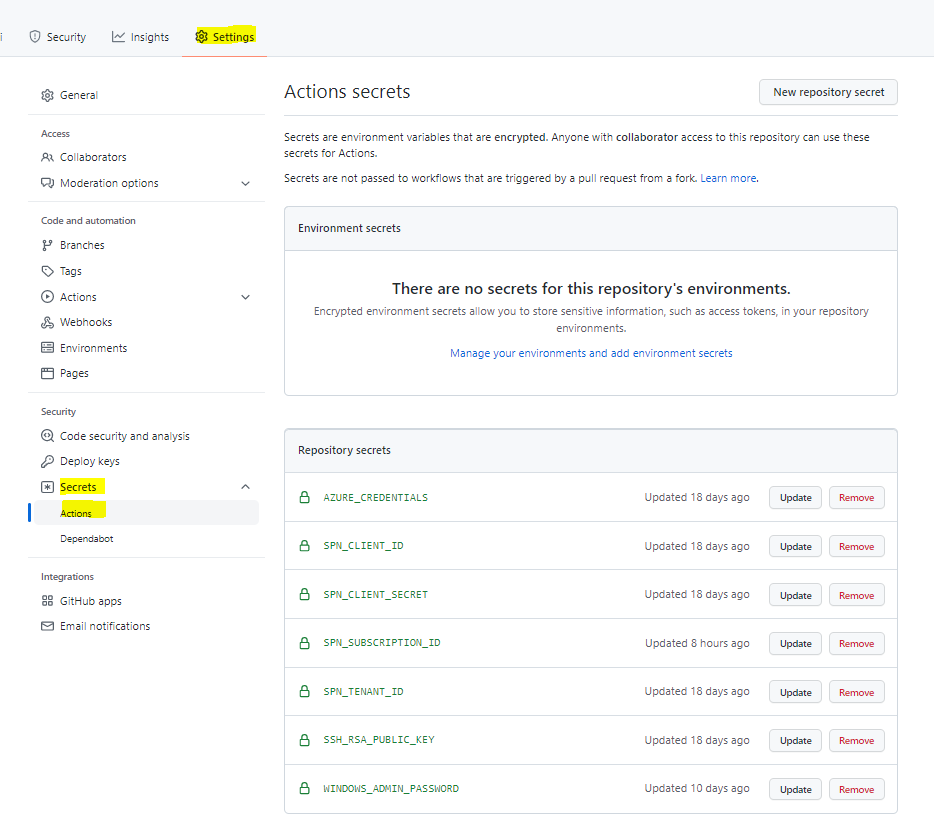 i
Security
Insights
Settings
General
Access
Collaborators
Moderation options
Code and automation
Branches
Tags
Actions
Webhooks
Environments
Pages
Security
Code security and analysis
Deploy keys
Secrets
Actions
Dependabot
Integrations
GitHub apps
Email notifications
Actions secrets
New repository secret
Secrets are environment variables that are encrypted. Anyone with collaborator access to this repository can use these
secrets for Actions.
Secrets are not passed to workflows that are triggered by a pull request from a fork. Learn more.
Environment secrets
There are no secrets for this repository's environments.
Encrypted environment secrets allow you to store sensitive information, such as access tokens, in your repository
environments.
Manage your environments and add environment secrets
Repository secrets
AZURE_CREDENTIALS Updated 18 days ago Update Remove
SPN_CLIENT_ID Updated 18 days ago Update Remove
SPN_CLIENT_SECRET Updated 18 days ago Update Remove
SPN_SUBSCRIPTION_ID Updated 8 hours ago Update Remove
SPN_TENANT_ID Updated 18 days ago Update Remove
SSH_RSA_PUBLIC_KEY Updated 18 days ago Update Remove
WINDOWS_ADMIN_PASSWORD Updated 10 days ago Update Remove